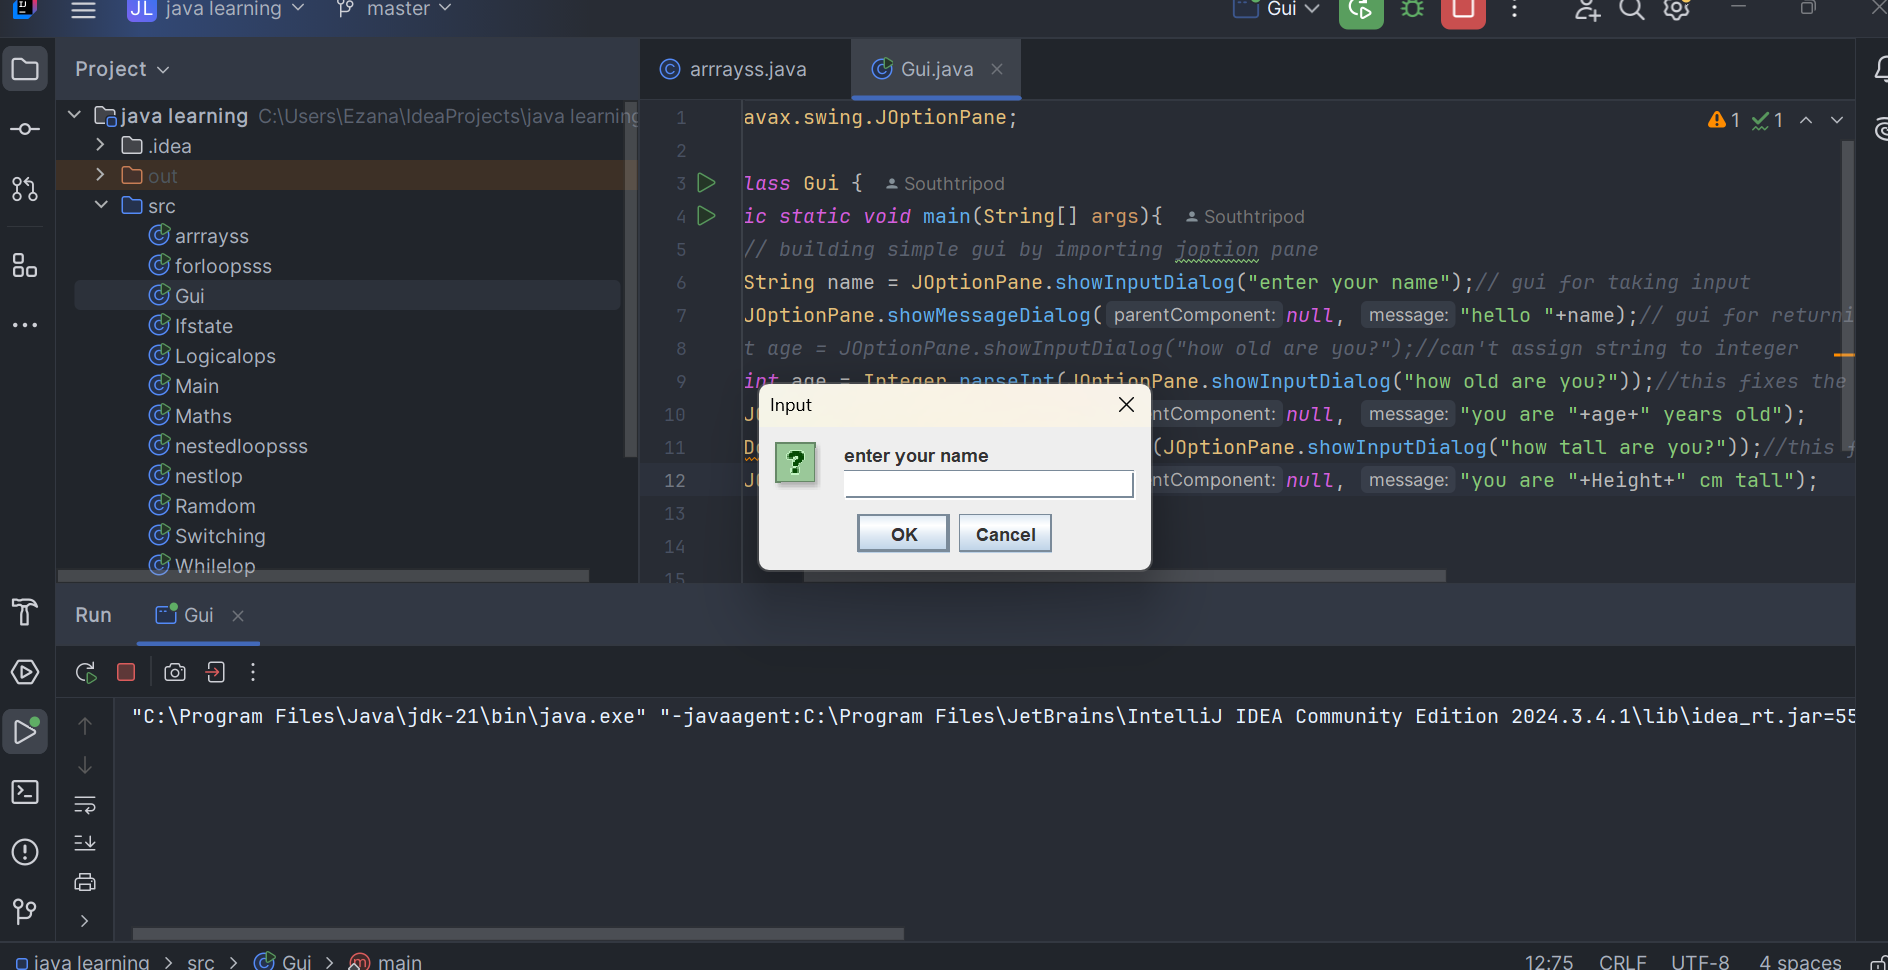 JL java learning master Gui
Project
arrrayss.java Gui.java
java learning C:\Users\Ezana\IdeaProjects\java learning
.idea
out
src
arrrayss
forloopsss
Gui
Ifstate
Logicalops
Main
Maths
nestedloopsss
nestlop
Ramdom
Switching
Whilelop
1 avax.swing.JOptionPane; 1 1
2
3 lass Gui { Southtripod
4 ic static void main(String[] args){ Southtripod
5 // building simple gui by importing joption pane
6 String name = JOptionPane.showInputDialog("enter your name");// gui for taking input
7 JOptionPane.showMessageDialog( parentComponent: null, message: "hello "+name);// gui for returni
8 t age = JOptionPane.showInputDialog("how old are you?");//can't assign string to integer
9 int age = Integer.parseInt(JOptionPane.showInputDialog("how old are you?"));//this fixes the
10 JO ntComponent: null, message: "you are "+age+" years old");
11 Do (JOptionPane.showInputDialog("how tall are you?"));//this f
12 JO ntComponent: null, message: "you are "+Height+" cm tall");
13
14
15
Input
? enter your name
OK Cancel
Run Gui
"C:\Program Files\Java\jdk-21\bin\java.exe" "-javaagent:C:\Program Files\JetBrains\IntelliJ IDEA Community Edition 2024.3.4.1\lib\idea_rt.jar=55
java learning > src > Gui > main 12:75 CRLF UTF-8 4 spaces